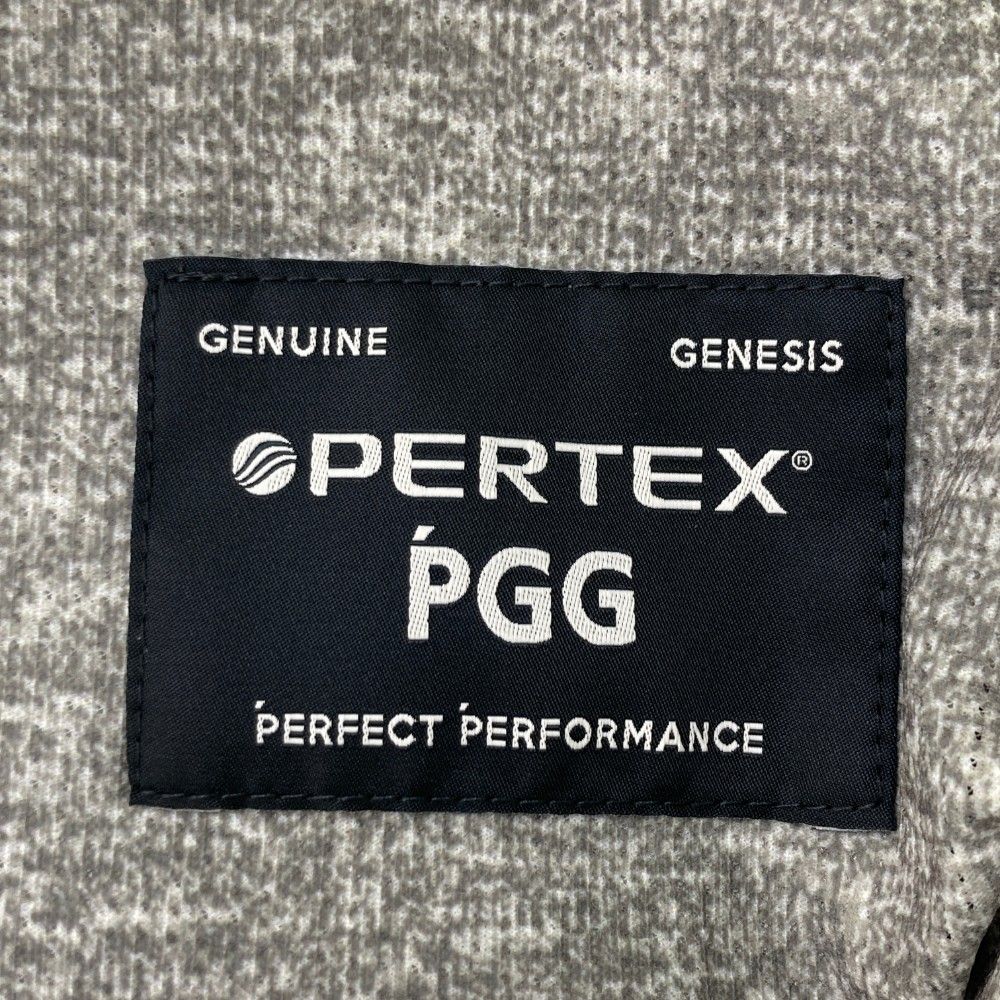 GENUINE GENESIS
PERTEX®
ṔGG
ṔERFECT ṔERFORMANCE